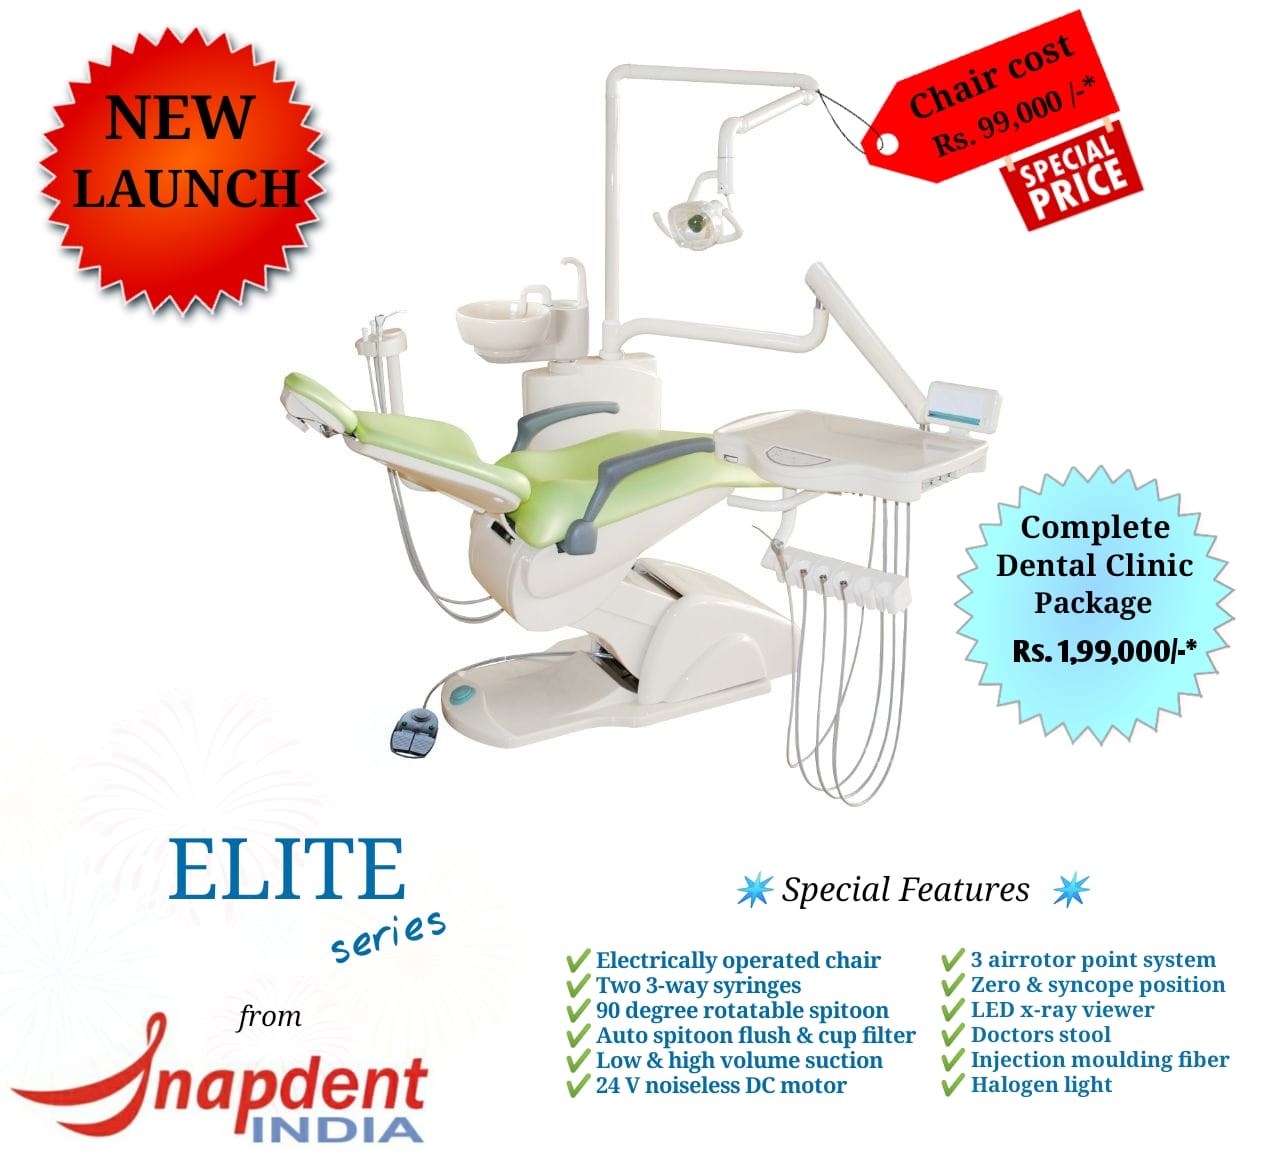 NEW
LAUNCH
Chair cost
Rs. 99,000 /-*
SPECIAL
PRICE
Complete
Dental Clinic
Package
Rs. 1,99,000/-*
ELITE
series
from
Snapdent
INDIA
Special Features
Electrically operated chair
Two 3-way syringes
90 degree rotatable spitoon
Auto spitoon flush & cup filter
Low & high volume suction
24 V noiseless DC motor
3 airrotor point system
Zero & syncope position
LED x-ray viewer
Doctors stool
Injection moulding fiber
Halogen light